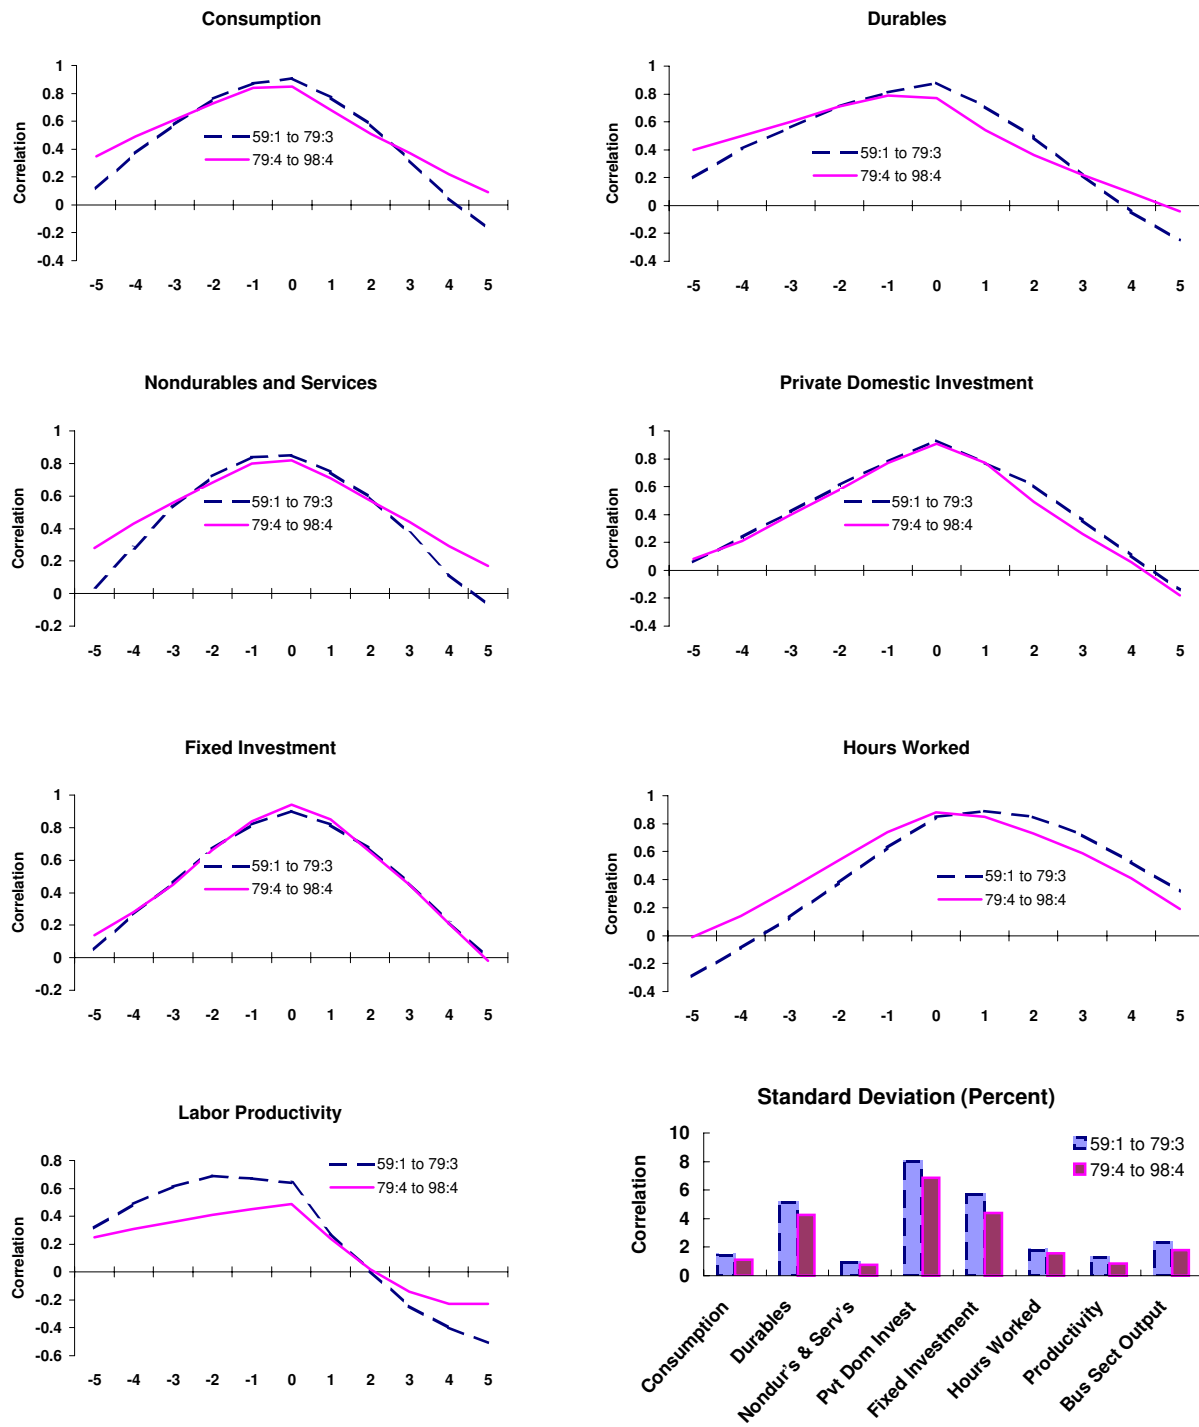 Consumption
1
0.8
0.6
0.4
0.2
0
-0.2
-0.4
Correlation
59:1 to 79:3
79:4 to 98:4
-5 -4 -3 -2 -1 0 1 2 3 4 5
Durables
1
0.8
0.6
0.4
0.2
0
-0.2
-0.4
Correlation
59:1 to 79:3
79:4 to 98:4
-5 -4 -3 -2 -1 0 1 2 3 4 5
Nondurables and Services
1
0.8
0.6
0.4
0.2
0
-0.2
Correlation
59:1 to 79:3
79:4 to 98:4
-5 -4 -3 -2 -1 0 1 2 3 4 5
Private Domestic Investment
1
0.8
0.6
0.4
0.2
0
-0.2
-0.4
Correlation
59:1 to 79:3
79:4 to 98:4
-5 -4 -3 -2 -1 0 1 2 3 4 5
Fixed Investment
1
0.8
0.6
0.4
0.2
0
-0.2
Correlation
59:1 to 79:3
79:4 to 98:4
-5 -4 -3 -2 -1 0 1 2 3 4 5
Hours Worked
1
0.8
0.6
0.4
0.2
0
-0.2
-0.4
Correlation
59:1 to 79:3
79:4 to 98:4
-5 -4 -3 -2 -1 0 1 2 3 4 5
Labor Productivity
0.8
0.6
0.4
0.2
0
-0.2
-0.4
-0.6
Correlation
59:1 to 79:3
79:4 to 98:4
-5 -4 -3 -2 -1 0 1 2 3 4 5
Standard Deviation (Percent)
10
8
6
4
2
0
Correlation
59:1 to 79:3
79:4 to 98:4
Consumption
Durables
Nondur's & Serv's
Pvt Dom Invest
Fixed Investment
Hours Worked
Productivity
Bus Sect Output